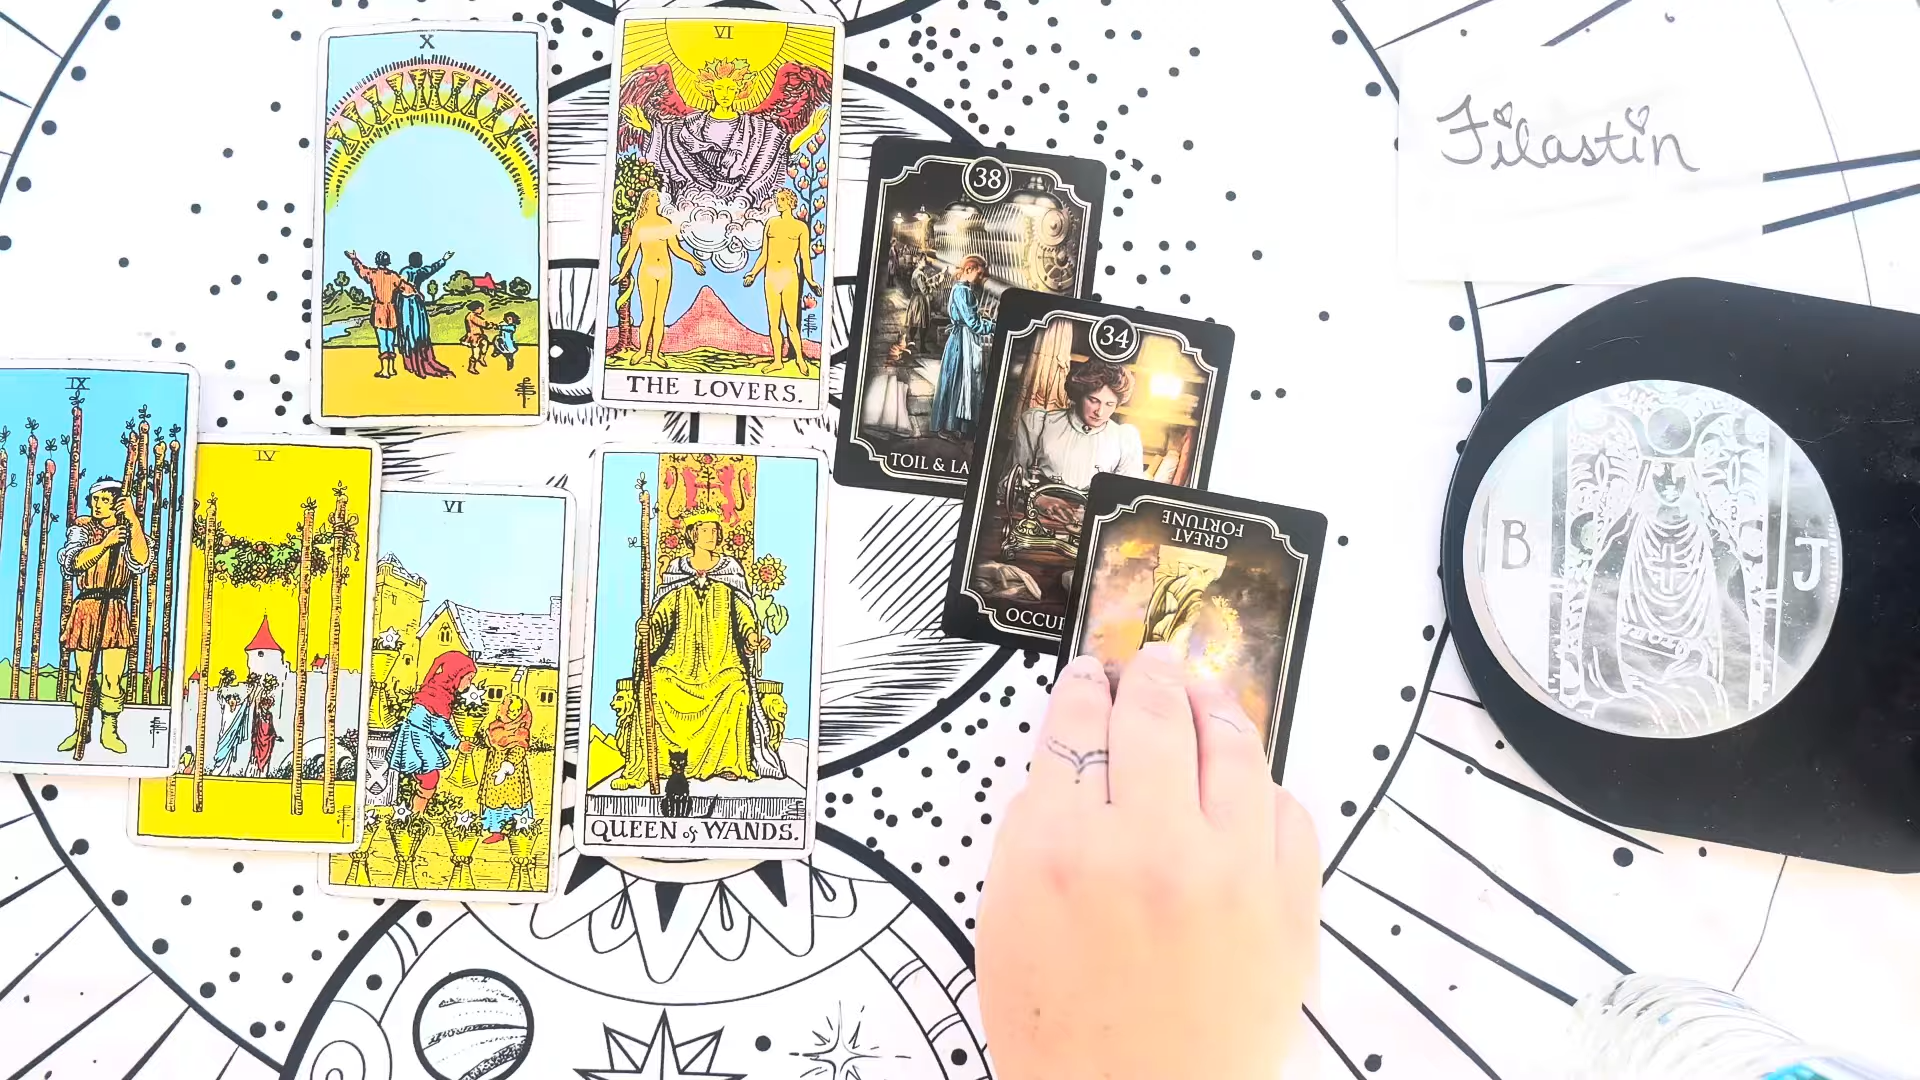 X
VI
THE LOVERS.
38
TOIL & LA
34
OCCU
GREAT
FORTUNE
Filastin
IX
IV
VI
QUEEN of WANDS.
B
J